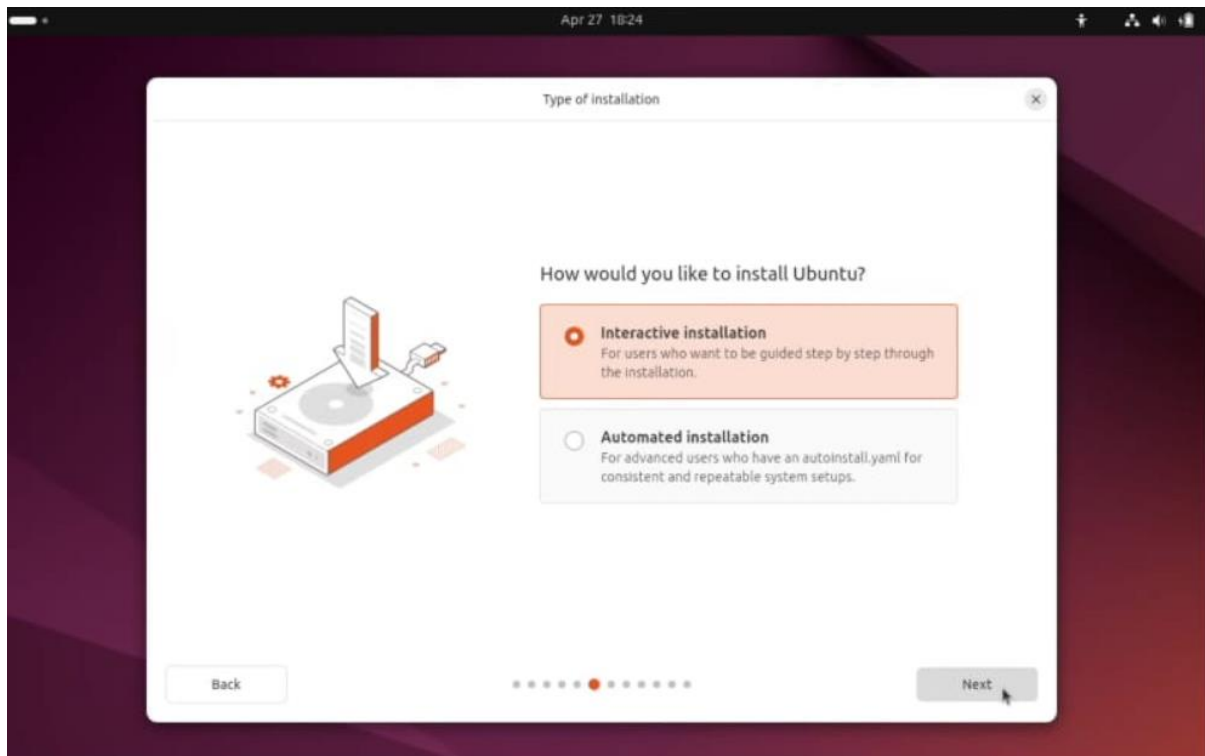 Apr 27 18:24
Type of installation
How would you like to install Ubuntu?
Interactive installation
For users who want to be guided step by step through
the installation.
Automated installation
For advanced users who have an autoinstall.yaml for
consistent and repeatable system setups.
Back
Next